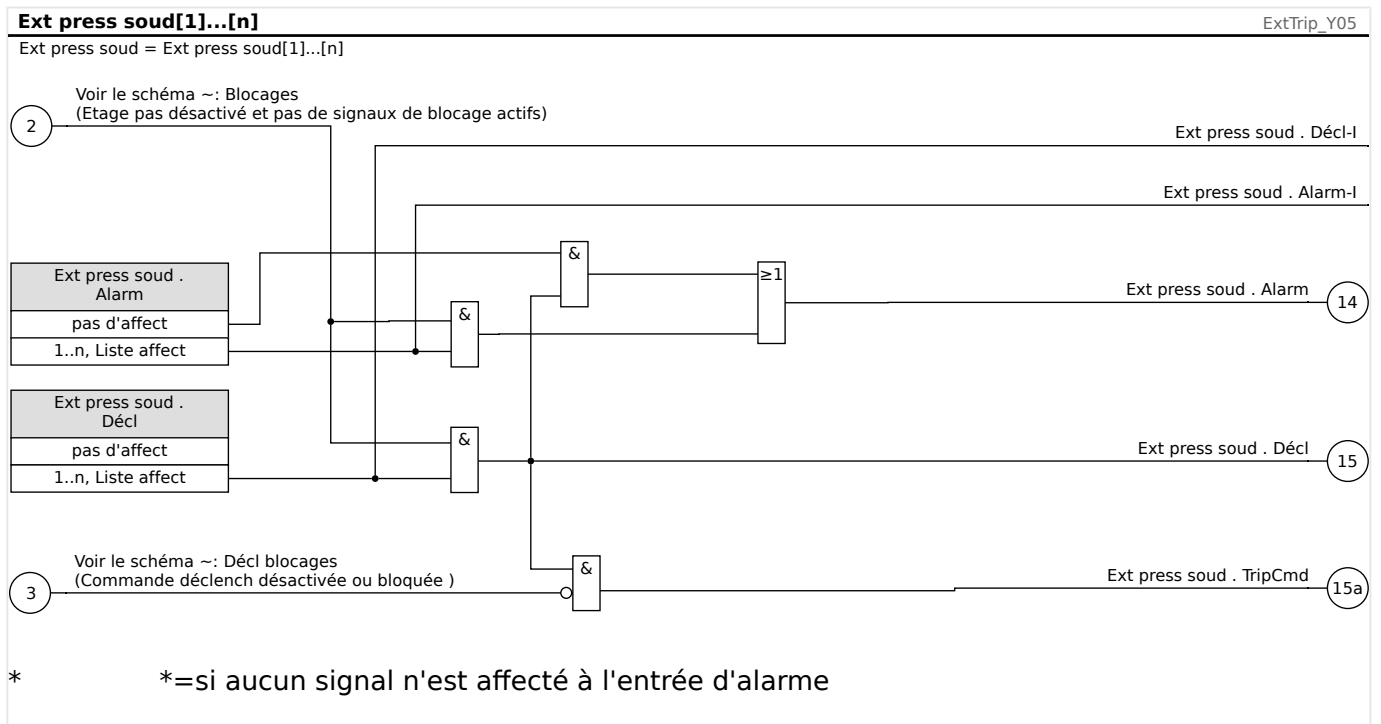 Ext press soud[1]...[n]
ExtTrip_Y05
Ext press soud = Ext press soud[1]...[n]
Voir le schéma ~: Blocages
(Etage pas désactivé et pas de signaux de blocage actifs)
2
Ext press soud . Décl-I
Ext press soud . Alarm-I
&
Ext press soud .
Alarm
≥1
Ext press soud . Alarm
14
pas d'affect
&
1..n, Liste affect
Ext press soud .
Décl
&
Ext press soud . Décl
15
pas d'affect
1..n, Liste affect
Voir le schéma ~: Décl blocages
(Commande déclench désactivée ou bloquée )
3
&
Ext press soud . TripCmd
15a
* *=si aucun signal n'est affecté à l'entrée d'alarme